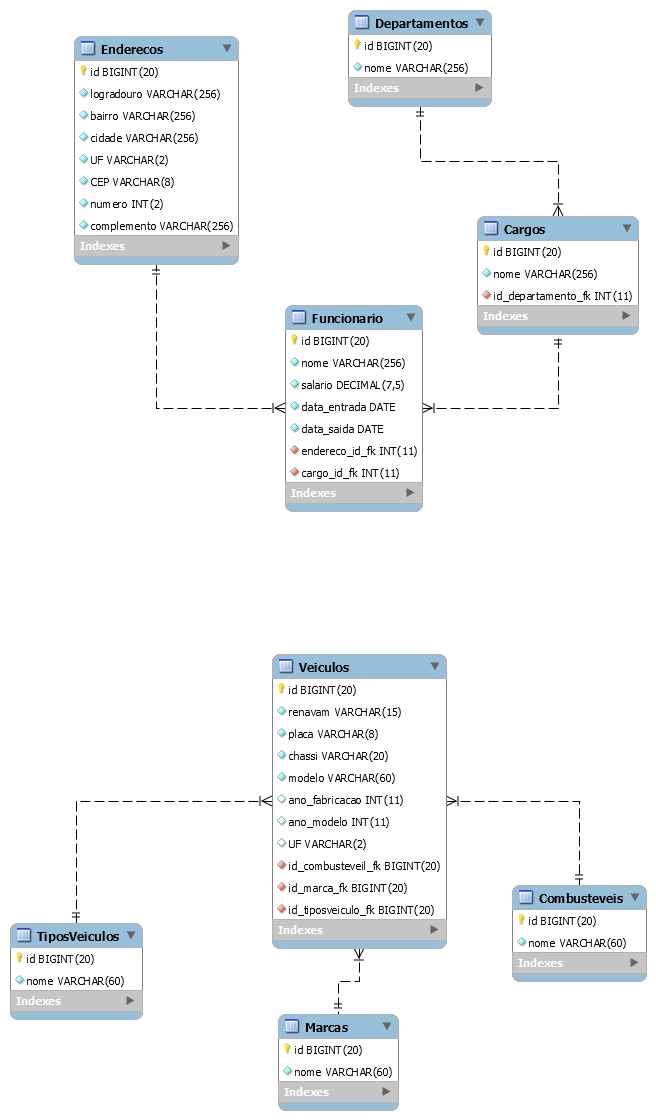 Departamentos
id BIGINT(20)
nome VARCHAR(256)
Indexes
Enderecos
id BIGINT(20)
logradouro VARCHAR(256)
bairro VARCHAR(256)
cidade VARCHAR(256)
UF VARCHAR(2)
CEP VARCHAR(8)
numero INT(2)
complemento VARCHAR(256)
Indexes
Cargos
id BIGINT(20)
nome VARCHAR(256)
id_departamento_fk INT(11)
Indexes
Funcionario
id BIGINT(20)
nome VARCHAR(256)
salario DECIMAL(7,5)
data_entrada DATE
data_saida DATE
endereco_id_fk INT(11)
cargo_id_fk INT(11)
Indexes
Veiculos
id BIGINT(20)
renavam VARCHAR(15)
placa VARCHAR(8)
chassi VARCHAR(20)
modelo VARCHAR(60)
ano_fabricacao INT(11)
ano_modelo INT(11)
UF VARCHAR(2)
id_combusteveil_fk BIGINT(20)
id_marca_fk BIGINT(20)
id_tiposveiculo_fk BIGINT(20)
Indexes
TiposVeiculos
id BIGINT(20)
nome VARCHAR(60)
Indexes
Combusteveis
id BIGINT(20)
nome VARCHAR(60)
Indexes
Marcas
id BIGINT(20)
nome VARCHAR(60)
Indexes